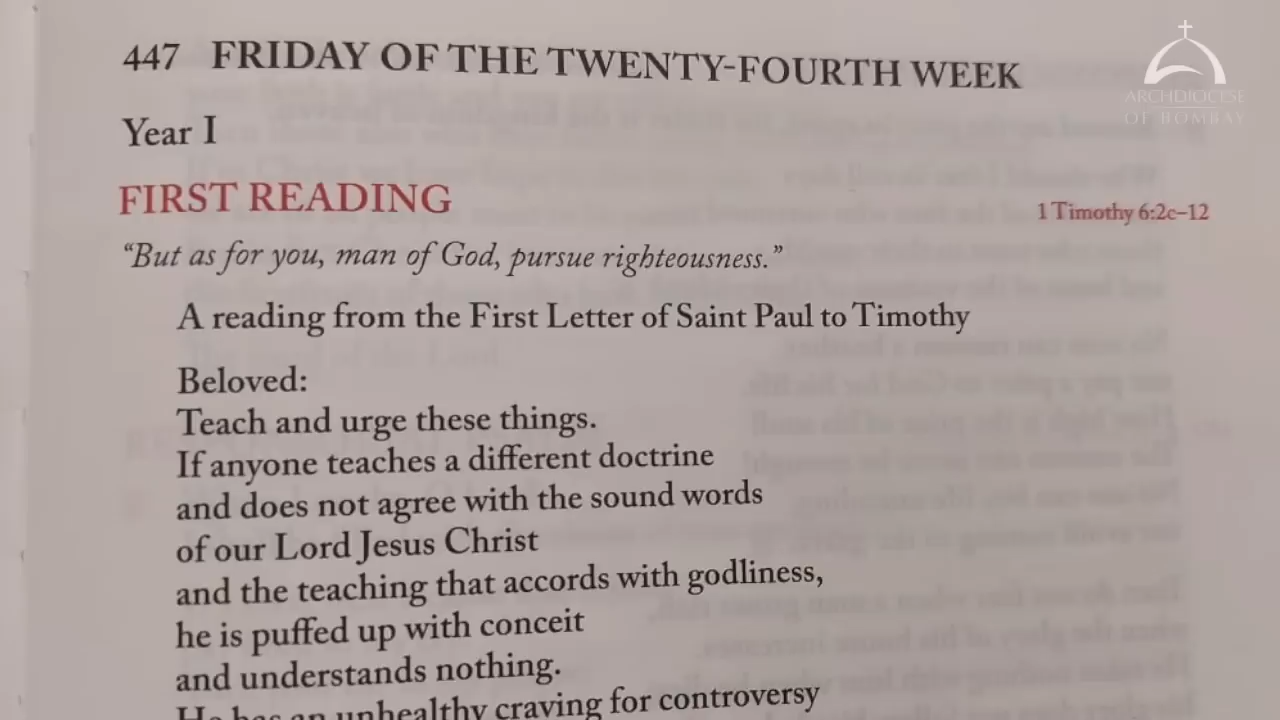 447 FRIDAY OF THE TWENTY-FOURTH WEEK
ARCHDIOCESE
OF BOMBAY
Year I
FIRST READING
1 Timothy 6:2c–12
“But as for you, man of God, pursue righteousness.”
A reading from the First Letter of Saint Paul to Timothy
Beloved:
Teach and urge these things.
If anyone teaches a different doctrine
and does not agree with the sound words
of our Lord Jesus Christ
and the teaching that accords with godliness,
he is puffed up with conceit
and understands nothing.
He has an unhealthy craving for controversy